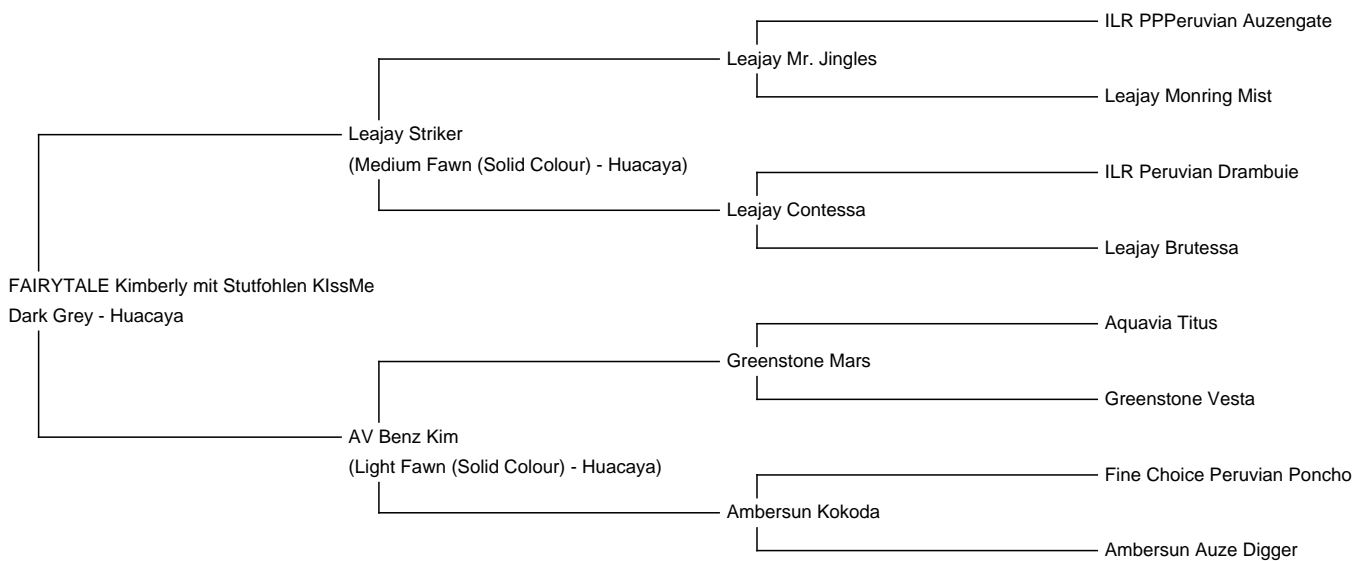 ILR PPPeruvian Auzengate
Leajay Mr. Jingles
Leajay Monring Mist
Leajay Striker
(Medium Fawn (Solid Colour) - Huacaya)
ILR Peruvian Drambuie
Leajay Contessa
Leajay Brutessa
FAIRYTALE Kimberly mit Stutfohlen KIssMe
Dark Grey - Huacaya
Aquavia Titus
Greenstone Mars
Greenstone Vesta
AV Benz Kim
(Light Fawn (Solid Colour) - Huacaya)
Fine Choice Peruvian Poncho
Ambersun Kokoda
Ambersun Auze Digger